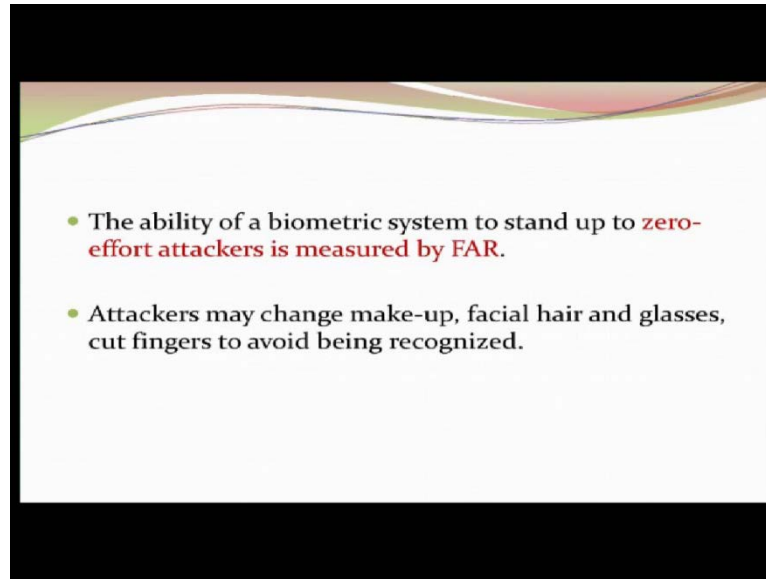 • The ability of a biometric system to stand up to zero-
effort attackers is measured by FAR.
• Attackers may change make-up, facial hair and glasses,
cut fingers to avoid being recognized.